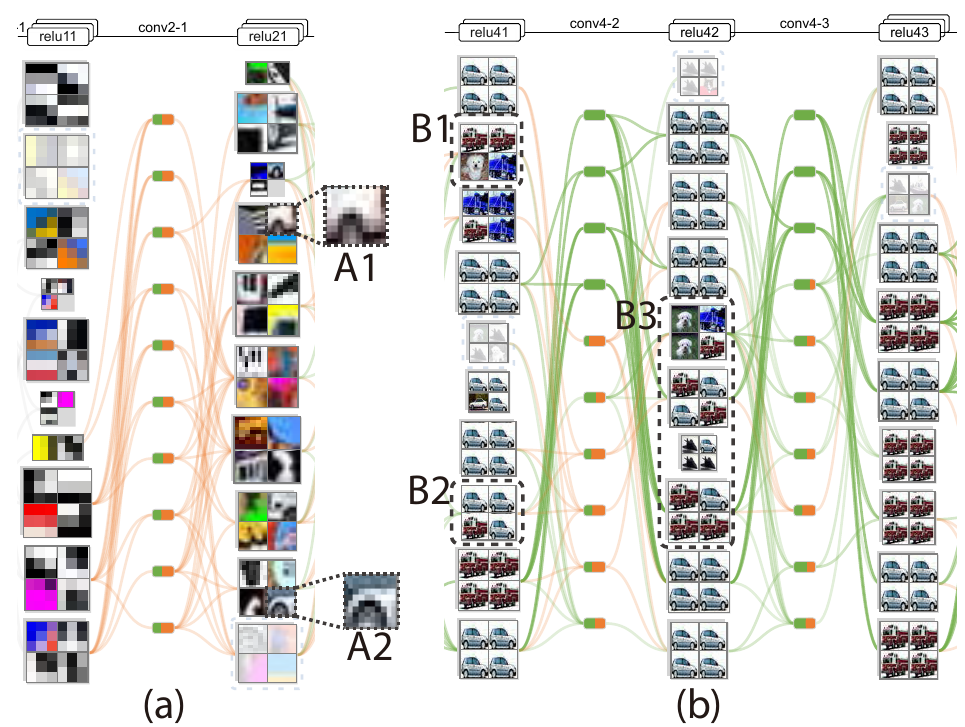 -1 relu11 conv2-1 relu21
relu41 conv4-2 relu42 conv4-3 relu43
B1
A1
B3
B2
A2
(a) (b)